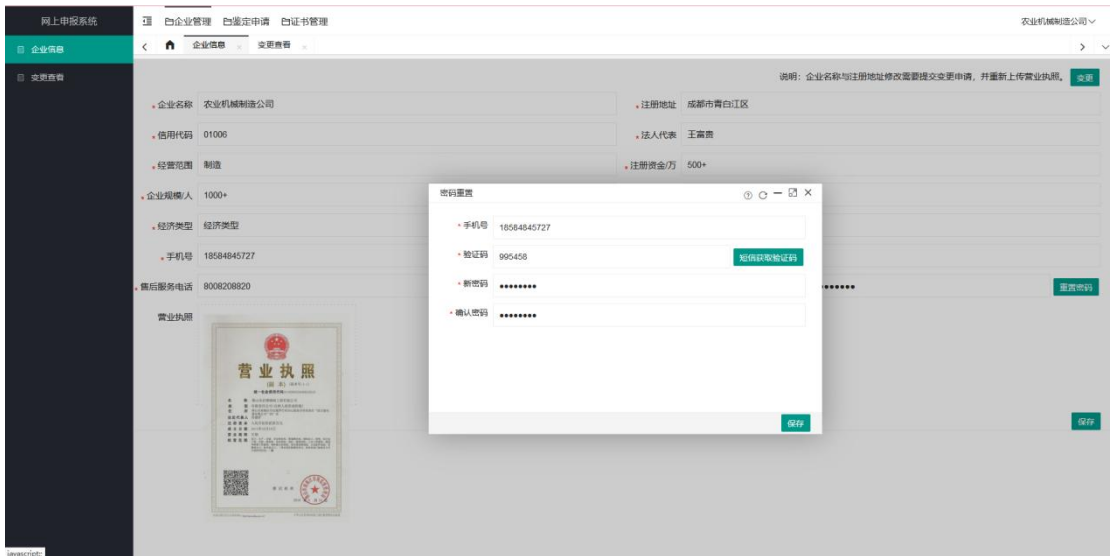 网上申报系统
企业管理 鉴定申请 证书管理
农业机械制造公司
企业信息
企业信息 变更查看
变更查看
说明：企业名称与注册地址修改需要提交变更申请，并重新上传营业执照。 变更
*企业名称 农业机械制造公司 *注册地址 成都市青白江区
*信用代码 01006 *法人代表 王富贵
*经营范围 制造 *注册资金/万 500+
*企业规模/人 1000+
密码重置
*经济类型 经济类型
*手机号 18584845727
*手机号 18584845727
*验证码 995458 短信获取验证码
*售后服务电话 8008208820
*新密码 ••••••••
•••••• 重置密码
*确认密码 ••••••••
营业执照
营业执照
保存
保存
javascript:;